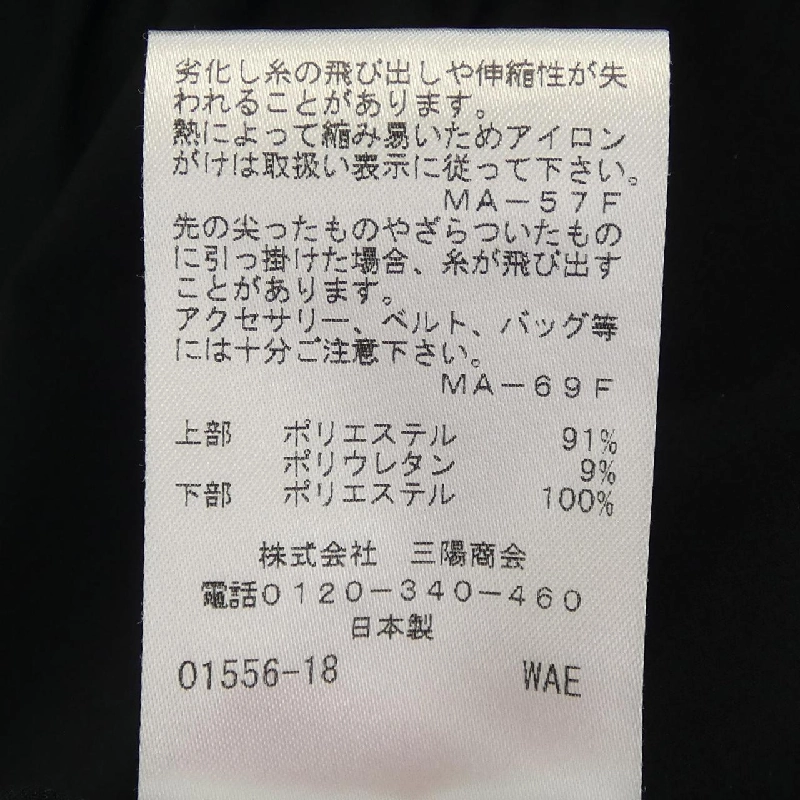 劣化し糸の飛び出しや伸縮性が失
われることがあります。
熱によって縮み易いためアイロン
がけは取扱い表示に従って下さい。
MA-57F
先の尖ったものやざらついたもの
に引っ掛けた場合、糸が飛び出す
ことがあります。
アクセサリー、ベルト、バッグ等
には十分ご注意下さい。
MA-69F
上部 ポリエステル 91%
ポリウレタン 9%
下部 ポリエステル 100%
株式会社 三陽商会
電話0120-340-460
日本製
01556-18 WAE